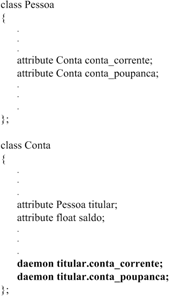 class Pessoa
{
.
.
.
attribute Conta conta_corrente;
attribute Conta conta_poupanca;
.
.
.
};
class Conta
{
.
.
.
attribute Pessoa titular;
attribute float saldo;
.
.
.
daemon titular.conta_corrente;
daemon titular.conta_poupanca;
};